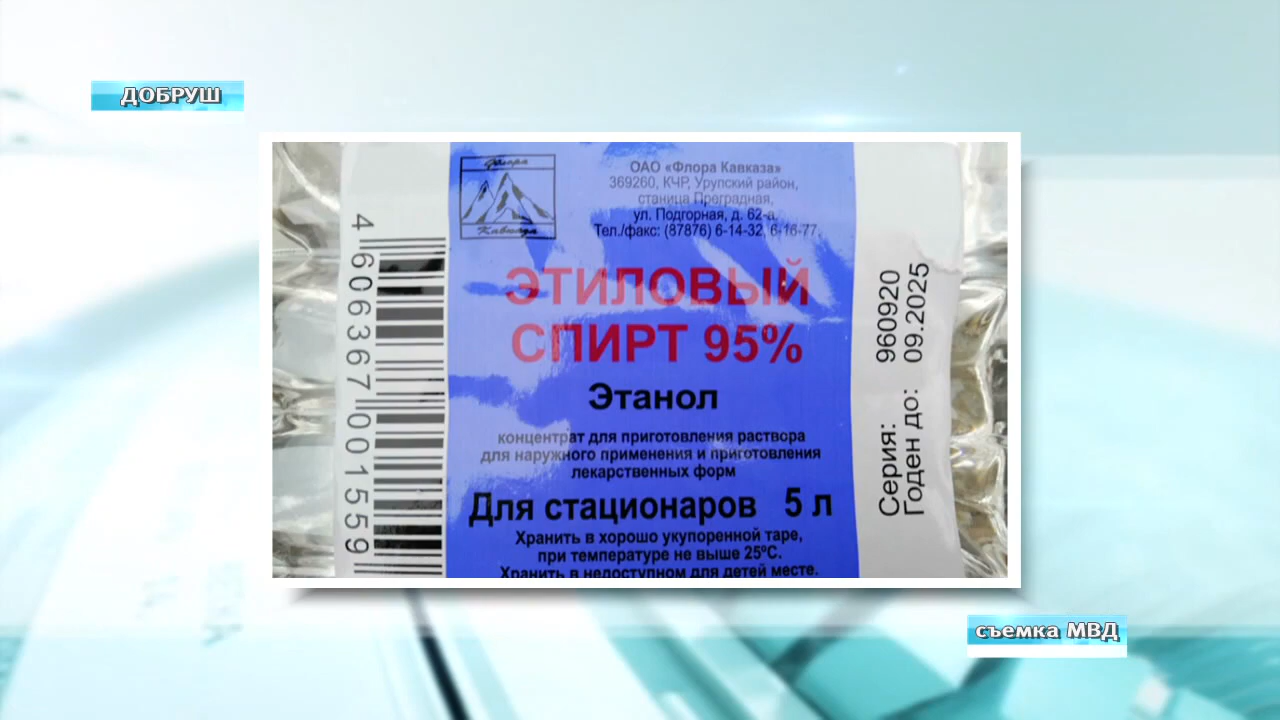 ДОБРУШ
Флора
Кавказа
ОАО «Флора Кавказа»
369260, КЧР, Урупский район,
станица Преградная,
ул. Подгорная, д. 62-а.
Тел./факс: (87876) 6-14-32, 6-16-77.
ЭТИЛОВЫЙ
СПИРТ 95%
Этанол
концентрат для приготовления раствора
для наружного применения и приготовления
лекарственных форм
Для стационаров 5 л
Хранить в хорошо укупоренной таре,
при температуре не выше 25°С.
Хранить в недоступном для детей месте.
4 606367 001559
Серия: 960920
Годен до: 09.2025
съемка МВД